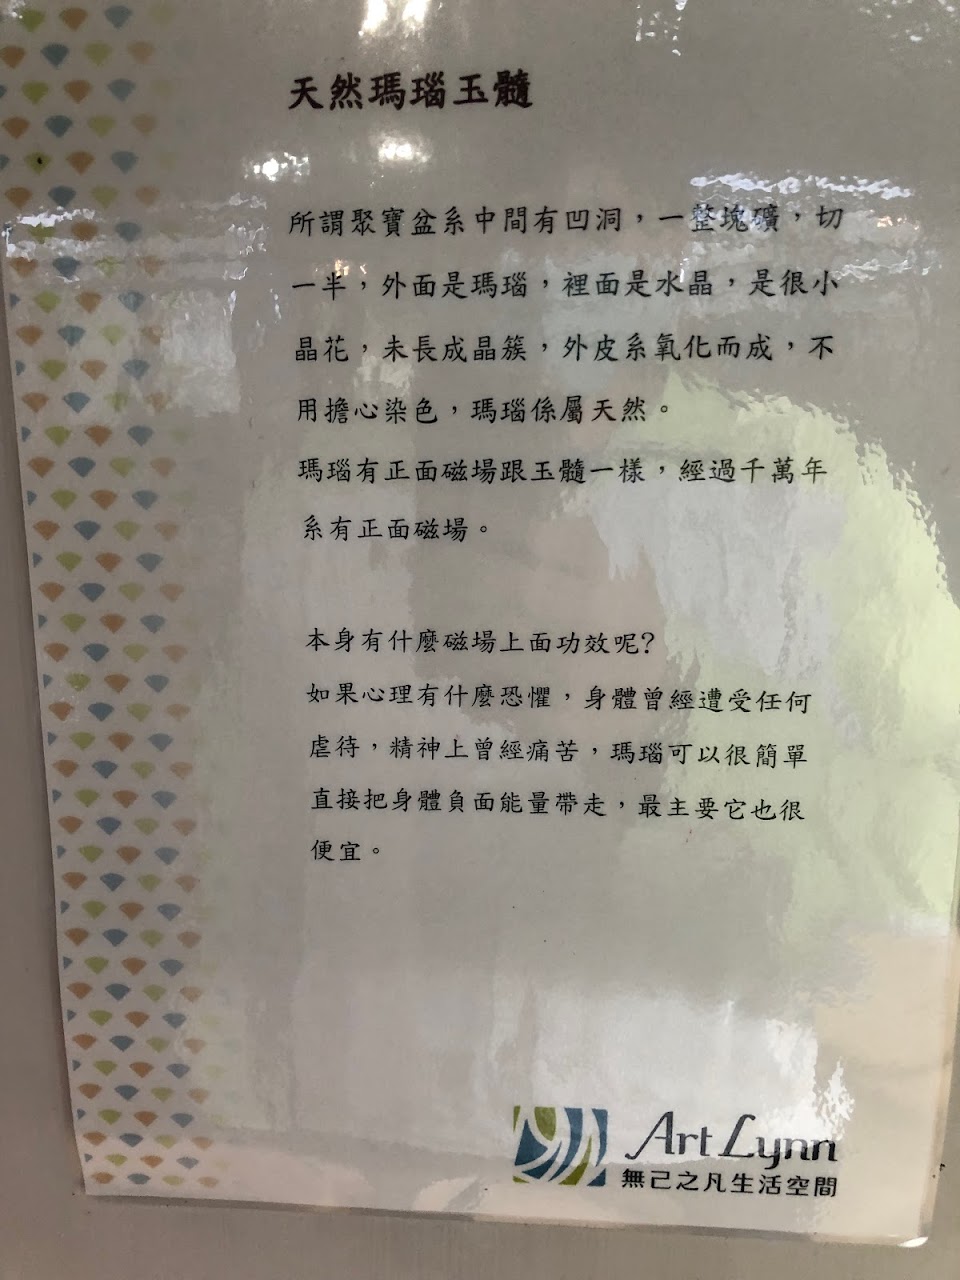 天然瑪瑙玉髓
所謂聚寶盆系中間有凹洞，一整塊礦，切
一半，外面是瑪瑙，裡面是水晶，是很小
晶花，未長成晶簇，外皮系氧化而成，不
用擔心染色，瑪瑙係屬天然。
瑪瑙有正面磁場跟玉髓一樣，經過千萬年
系有正面磁場。
本身有什麼磁場上面功效呢?
如果心理有什麼恐懼，身體曾經遭受任何
虐待，精神上曾經痛苦，瑪瑙可以很簡單
直接把身體負面能量帶走，最主要它也很
便宜。
Art Lynn
無己之凡生活空間